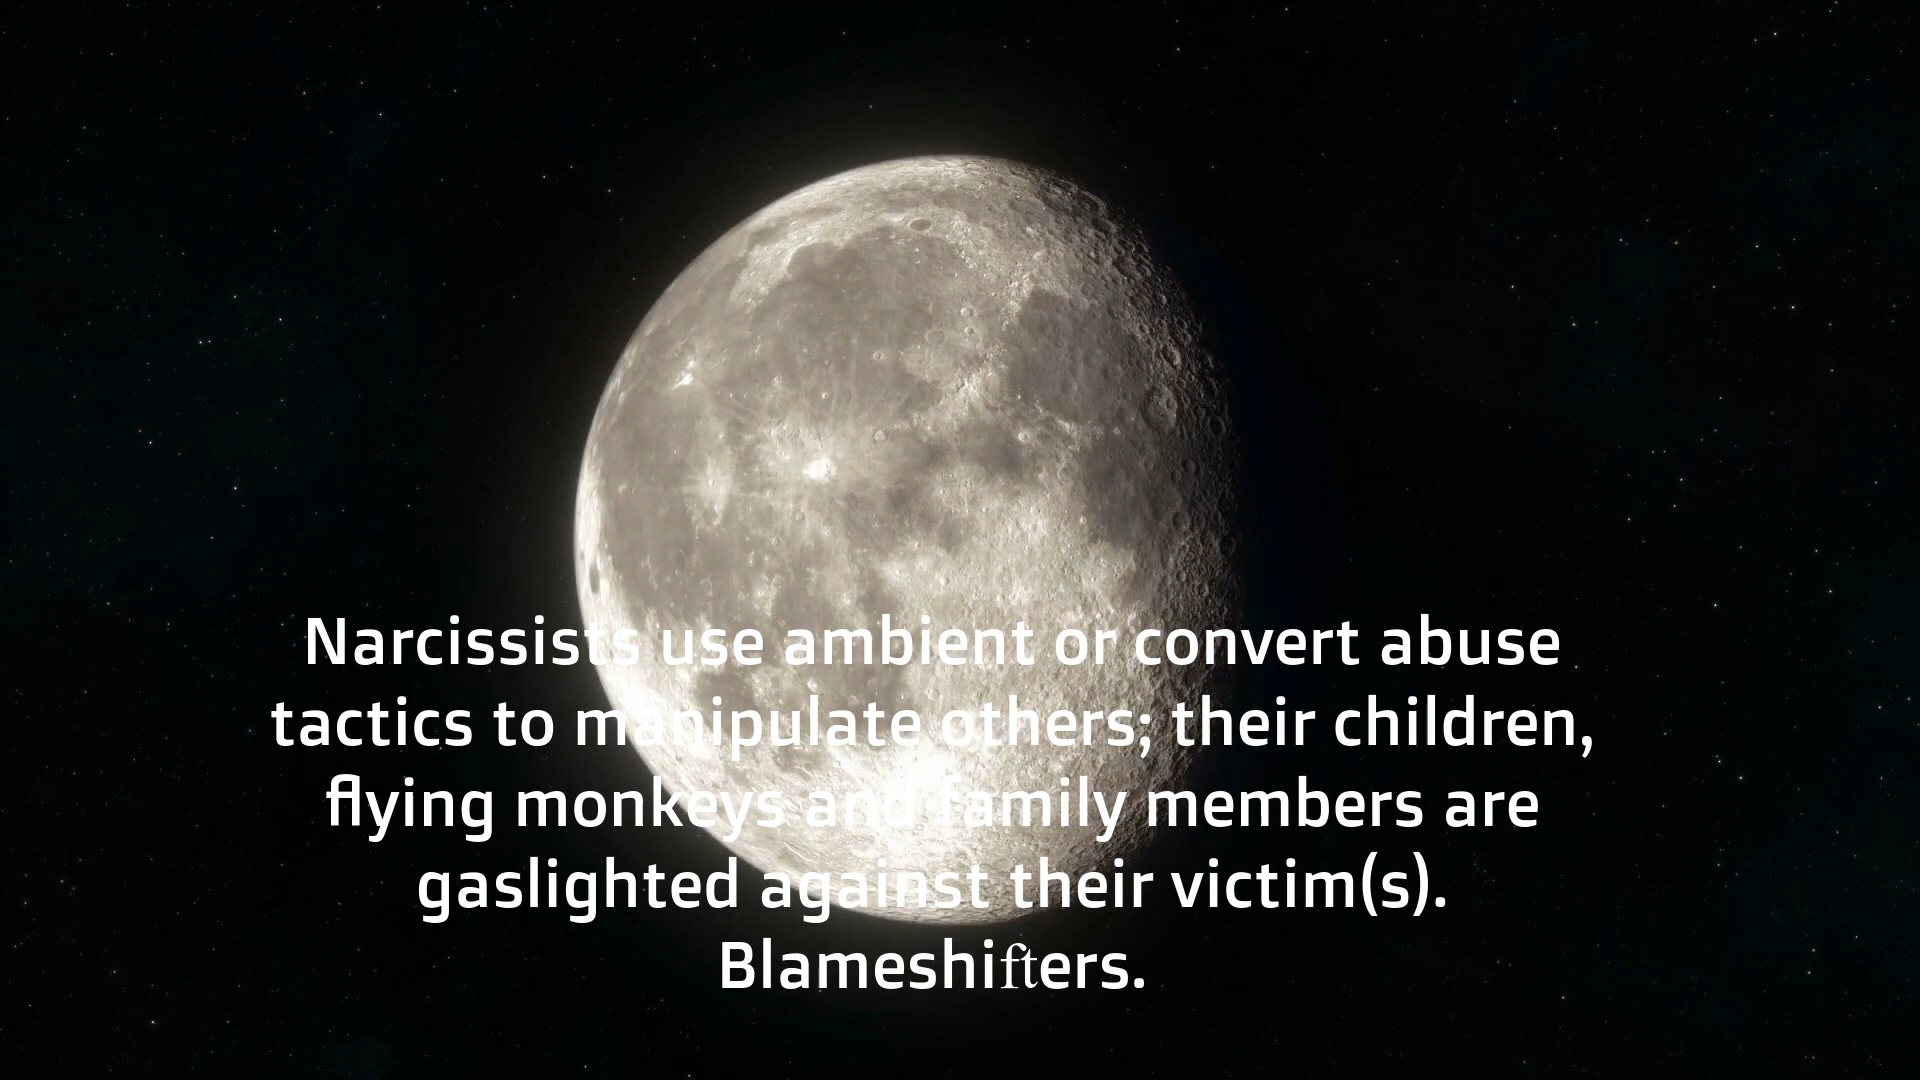 Narcissists use ambient or convert abuse
tactics to manipulate others; their children,
flying monkeys and family members are
gaslighted against their victim(s).
Blameshifters.